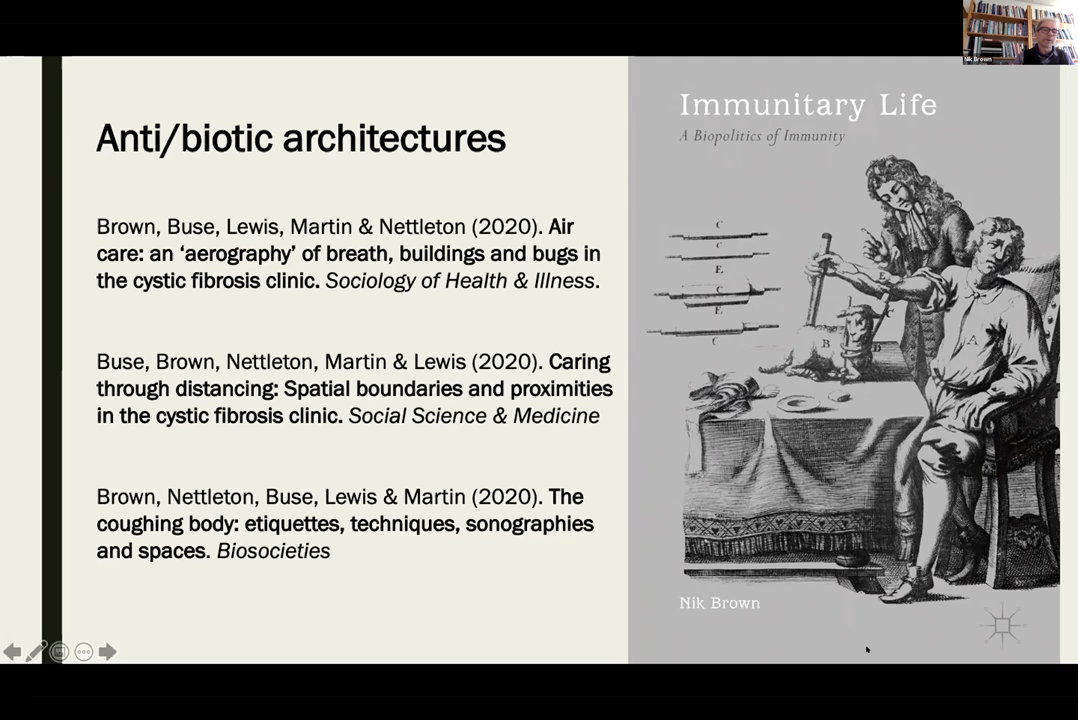 Nik Brown
Anti/biotic architectures
Brown, Buse, Lewis, Martin & Nettleton (2020). Air
care: an ‘aerography’ of breath, buildings and bugs in
the cystic fibrosis clinic. Sociology of Health & Illness.
Buse, Brown, Nettleton, Martin & Lewis (2020). Caring
through distancing: Spatial boundaries and proximities
in the cystic fibrosis clinic. Social Science & Medicine
Brown, Nettleton, Buse, Lewis & Martin (2020). The
coughing body: etiquettes, techniques, sonographies
and spaces. Biosocieties
Immunitary Life
A Biopolitics of Immunity
C
C
E
C
E
C
E
C
B
D
A
Nik Brown